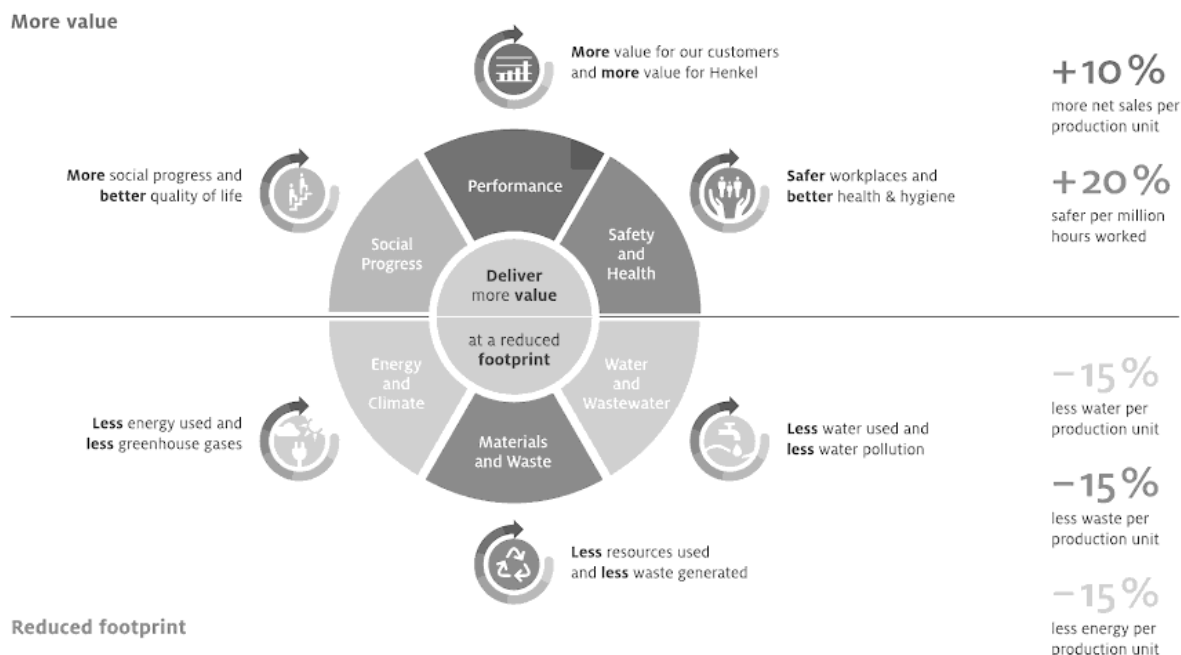 More value
More value for our customers
and more value for Henkel
+10 %
more net sales per
production unit
More social progress and
better quality of life
Performance
Safer workplaces and
better health & hygiene
+20 %
safer per million
hours worked
Social
Progress
Safety
and
Health
Deliver
more value
at a reduced
footprint
Energy
and
Climate
Water
and
Wastewater
–15 %
less water per
production unit
Less energy used and
less greenhouse gases
Materials
and Waste
Less water used and
less water pollution
–15 %
less waste per
production unit
Less resources used
and less waste generated
–15 %
less energy per
production unit
Reduced footprint